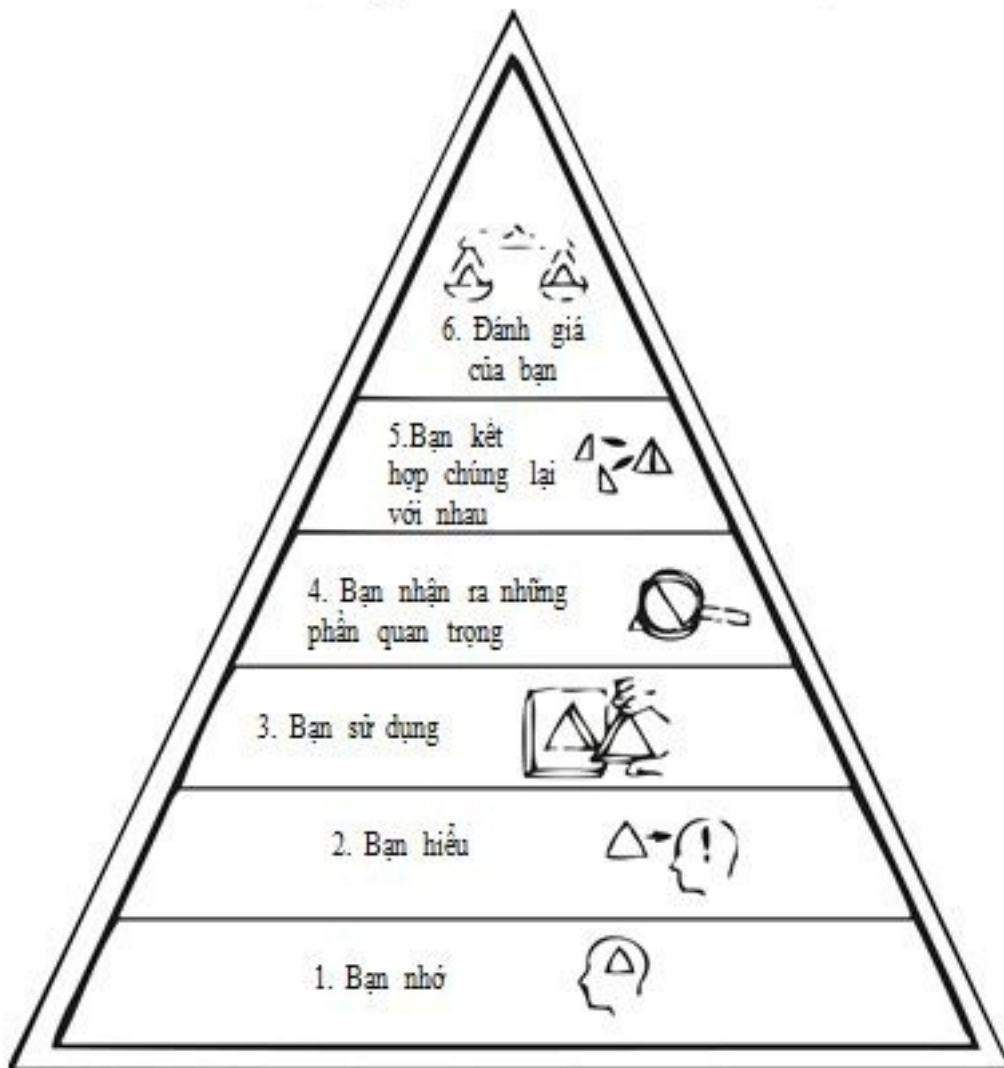 6. Đánh giá
của bạn
5.Bạn kết
hợp chúng lại
với nhau
4. Bạn nhận ra những
phần quan trọng
3. Bạn sử dụng
2. Bạn hiểu
1. Bạn nhớ